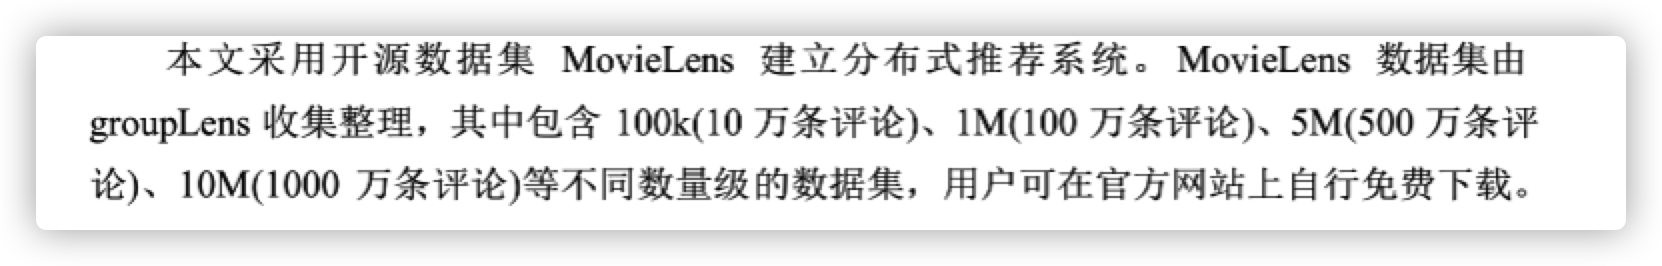 本文采用开源数据集 MovieLens 建立分布式推荐系统。MovieLens 数据集由
groupLens 收集整理，其中包含 100k(10 万条评论)、1M(100 万条评论)、5M(500 万条评
论)、10M(1000 万条评论)等不同数量级的数据集，用户可在官方网站上自行免费下载。